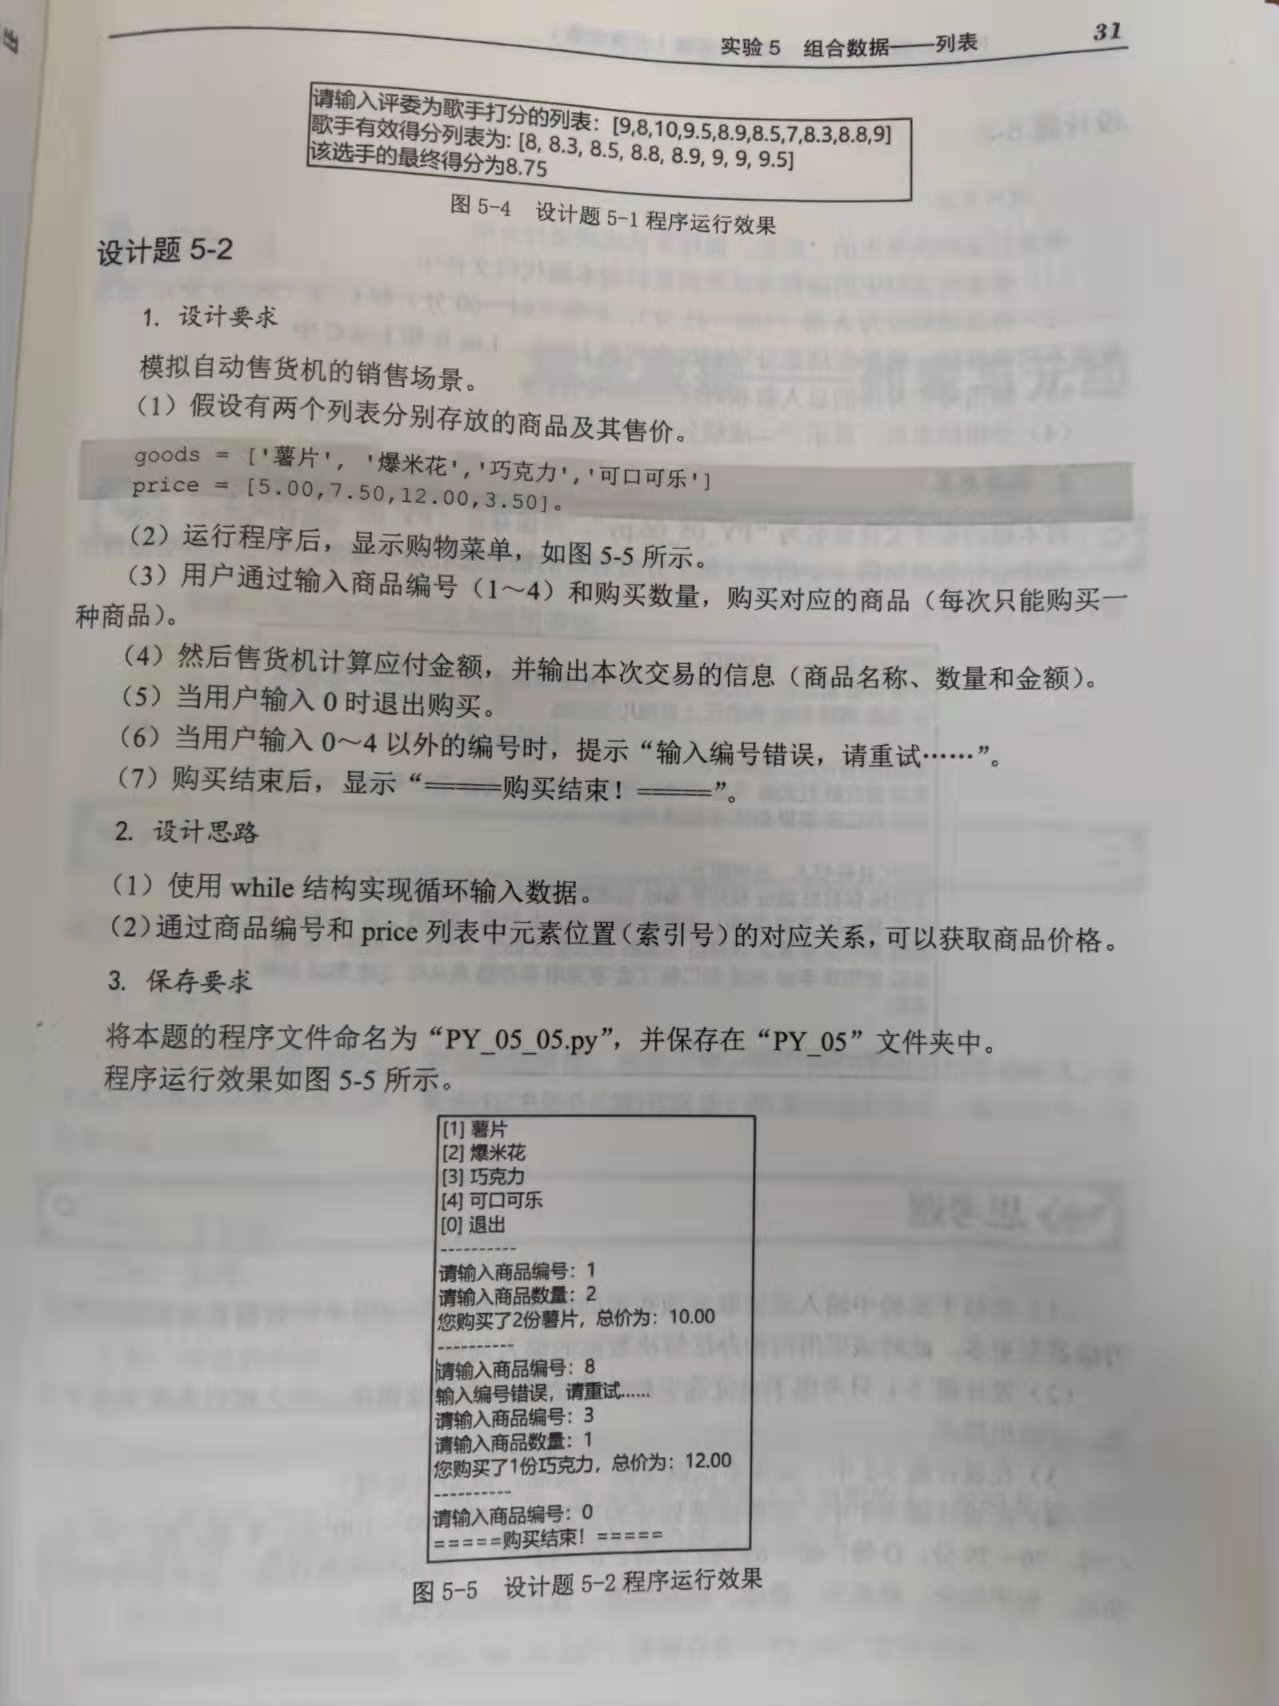 实验 5 组合数据——列表
31
请输入评委为歌手打分的列表：[9,8,10,9.5,8.9,8.5,7,8.3,8.8,9]
歌手有效得分列表为: [8, 8.3, 8.5, 8.8, 8.9, 9, 9, 9.5]
该选手的最终得分为8.75
图 5-4 设计题 5-1 程序运行效果
设计题 5-2
1. 设计要求
模拟自动售货机的销售场景。
（1）假设有两个列表分别存放的商品及其售价。
goods = ['薯片', '爆米花','巧克力','可口可乐']
price = [5.00,7.50,12.00,3.50]。
（2）运行程序后，显示购物菜单，如图 5-5 所示。
（3）用户通过输入商品编号（1～4）和购买数量，购买对应的商品（每次只能购买一
种商品）。
（4）然后售货机计算应付金额，并输出本次交易的信息（商品名称、数量和金额）。
（5）当用户输入 0 时退出购买。
（6）当用户输入 0～4 以外的编号时，提示“输入编号错误，请重试……”。
（7）购买结束后，显示“=====购买结束！=====”。
2. 设计思路
（1）使用 while 结构实现循环输入数据。
（2）通过商品编号和 price 列表中元素位置（索引号）的对应关系，可以获取商品价格。
3. 保存要求
将本题的程序文件命名为“PY_05_05.py”，并保存在“PY_05”文件夹中。
程序运行效果如图 5-5 所示。
[1] 薯片
[2] 爆米花
[3] 巧克力
[4] 可口可乐
[0] 退出
----------
请输入商品编号：1
请输入商品数量：2
您购买了2份薯片，总价为：10.00
----------
请输入商品编号：8
输入编号错误，请重试......
请输入商品编号：3
请输入商品数量：1
您购买了1份巧克力，总价为：12.00
----------
请输入商品编号：0
=====购买结束！=====
图 5-5 设计题 5-2 程序运行效果